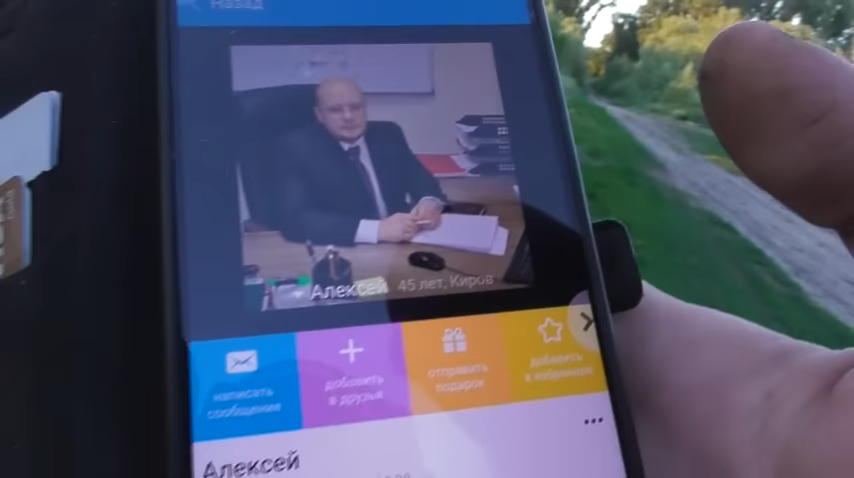 Назад
Алексей 45 лет, Киров
написать
сообщение
добавить
в друзья
отправить
подарок
добавить
в избранное
Алексей